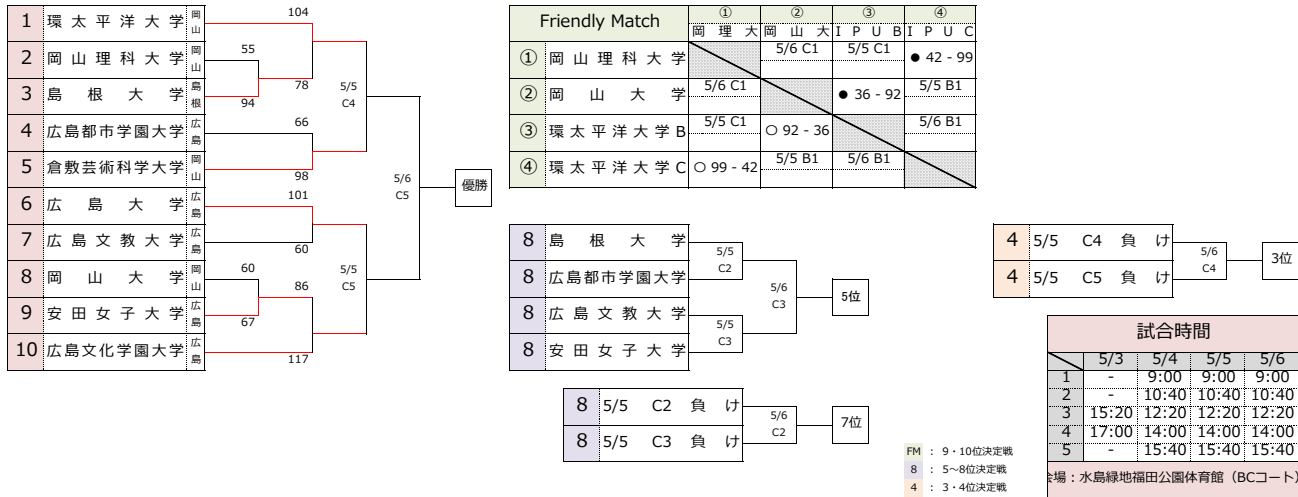 1 環太平洋大学 岡山
2 岡山理科大学 岡山
3 島根大学 島根
4 広島都市学園大学 広島
5 倉敷芸術科学大学 岡山
6 広島大学 広島
7 広島文教大学 広島
8 岡山大学 岡山
9 安田女子大学 広島
10 広島文化学園大学 広島
104
55
78
94
66
98
101
60
60
86
67
117
5/5
C4
5/5
C5
5/6
C5
優勝
Friendly Match ① ② ③ ④
岡理大 岡山大 IPUB IPUC
① 岡山理科大学 5/6 C1 5/5 C1 ● 42 - 99
② 岡山大学 5/6 C1 ● 36 - 92 5/5 B1
③ 環太平洋大学B 5/5 C1 〇 92 - 36 5/6 B1
④ 環太平洋大学C 〇 99 - 42 5/5 B1 5/6 B1
8 島根大学
8 広島都市学園大学
8 広島文教大学
8 安田女子大学
5/5
C2
5/5
C3
5/6
C3
5位
8 5/5 C2 負け
8 5/5 C3 負け
5/6
C2
7位
4 5/5 C4 負け
4 5/5 C5 負け
5/6
C4
3位
FM : 9・10位決定戦
8 : 5~8位決定戦
4 : 3・4位決定戦
試合時間
5/3 5/4 5/5 5/6
1 - 9:00 9:00 9:00
2 - 10:40 10:40 10:40
3 15:20 12:20 12:20 12:20
4 17:00 14:00 14:00 14:00
5 - 15:40 15:40 15:40
会場:水島緑地福田公園体育館(BCコート)